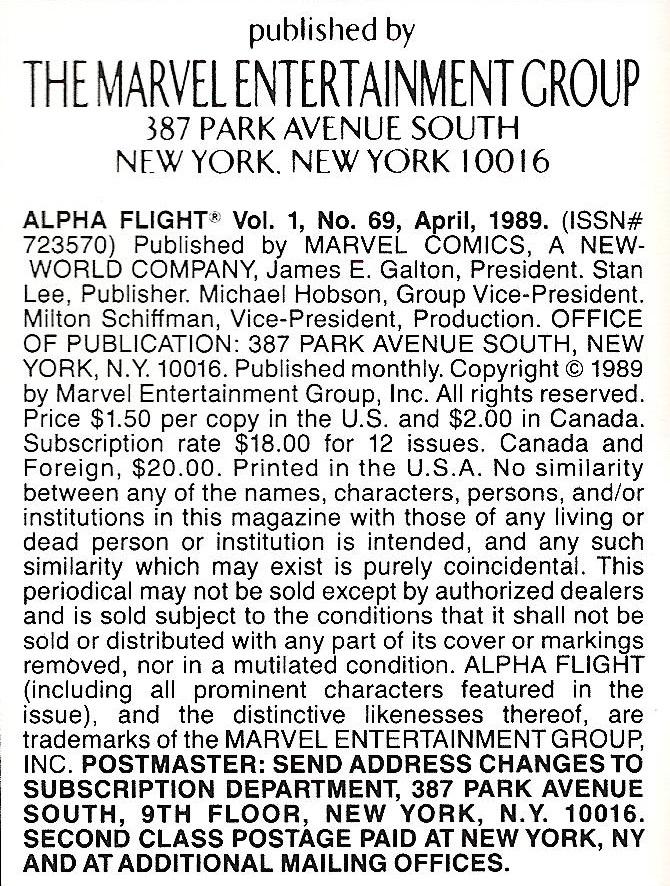 published by
THE MARVEL ENTERTAINMENT GROUP
387 PARK AVENUE SOUTH
NEW YORK, NEW YORK 10016
ALPHA FLIGHT® Vol. 1, No. 69, April, 1989. (ISSN#
723570) Published by MARVEL COMICS, A NEW-
WORLD COMPANY, James E. Galton, President. Stan
Lee, Publisher. Michael Hobson, Group Vice-President.
Milton Schiffman, Vice-President, Production. OFFICE
OF PUBLICATION: 387 PARK AVENUE SOUTH, NEW
YORK, N.Y. 10016. Published monthly. Copyright © 1989
by Marvel Entertainment Group, Inc. All rights reserved.
Price $1.50 per copy in the U.S. and $2.00 in Canada.
Subscription rate $18.00 for 12 issues. Canada and
Foreign, $20.00. Printed in the U.S.A. No similarity
between any of the names, characters, persons, and/or
institutions in this magazine with those of any living or
dead person or institution is intended, and any such
similarity which may exist is purely coincidental. This
periodical may not be sold except by authorized dealers
and is sold subject to the conditions that it shall not be
sold or distributed with any part of its cover or markings
removed, nor in a mutilated condition. ALPHA FLIGHT
(including all prominent characters featured in the
issue), and the distinctive likenesses thereof, are
trademarks of the MARVEL ENTERTAINMENT GROUP,
INC. POSTMASTER: SEND ADDRESS CHANGES TO
SUBSCRIPTION DEPARTMENT, 387 PARK AVENUE
SOUTH, 9TH FLOOR, NEW YORK, N.Y. 10016.
SECOND CLASS POSTAGE PAID AT NEW YORK, NY
AND AT ADDITIONAL MAILING OFFICES.